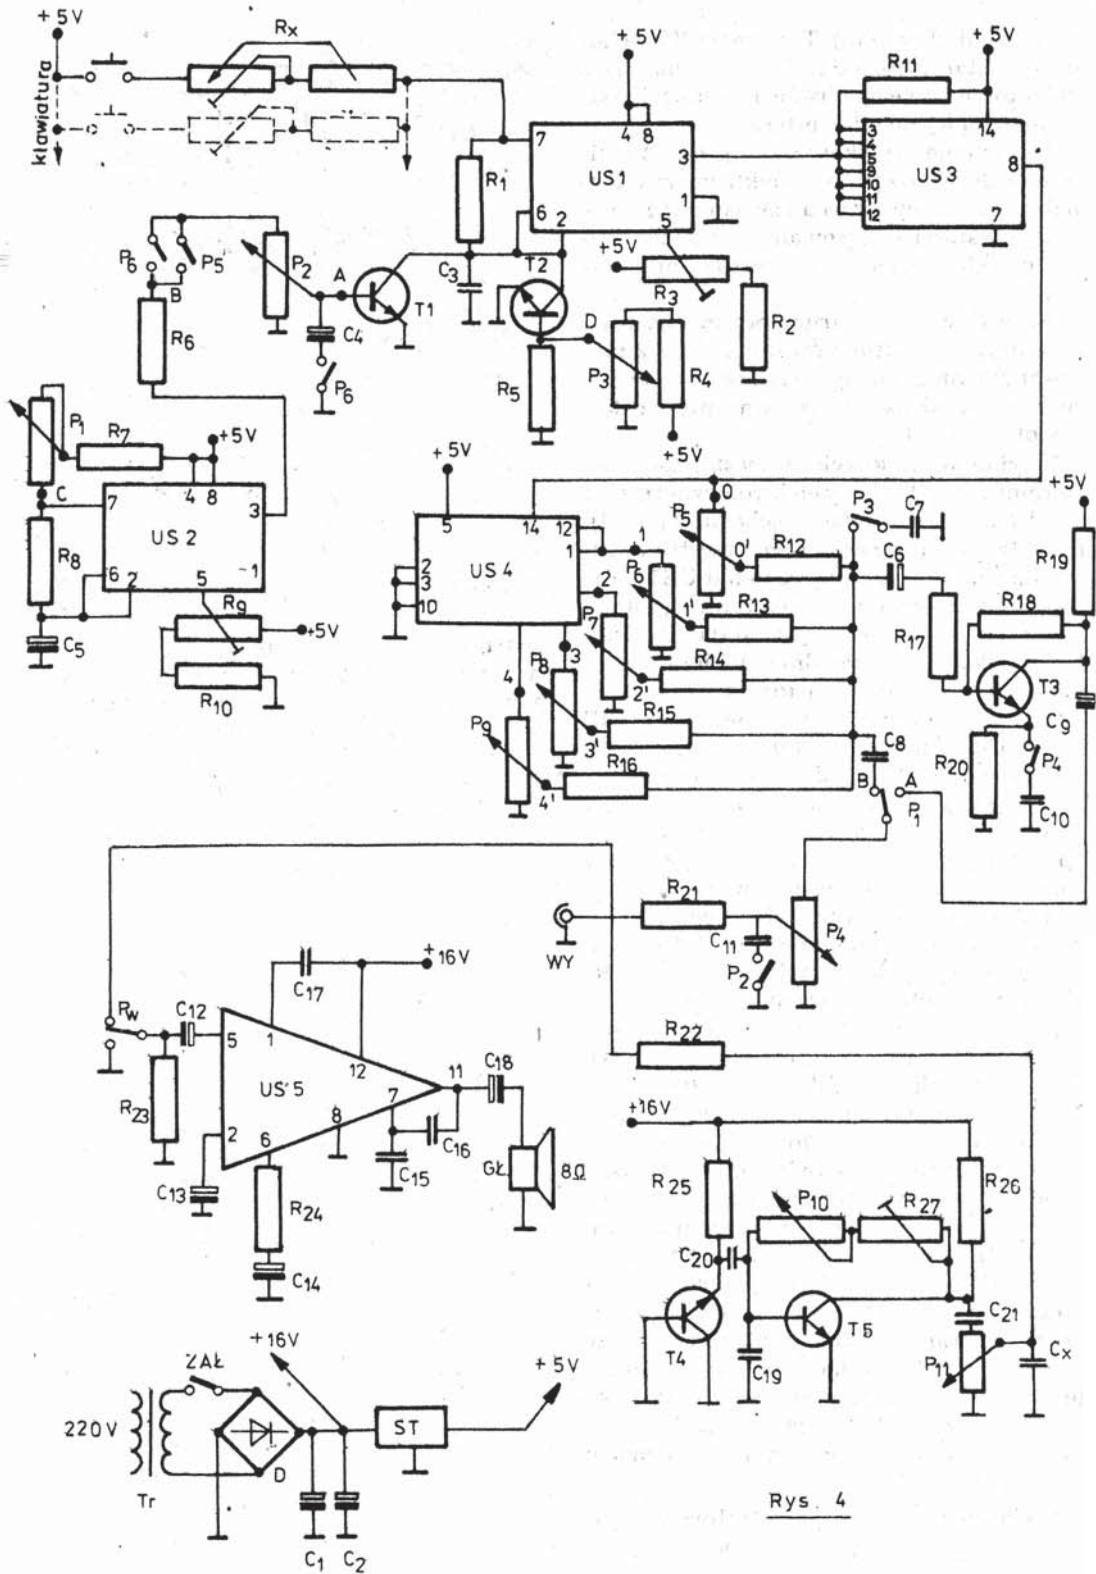 +5V
Rx
klawiatura
+5V
+5V
R11
7
4 8
3
US1
6 2
5
1
R1
3
4
5
9
10
11
12
14
US3
8
7
P6
P5
B
P2
A
C4
P6
T1
C3
T2
+5V
R3
R2
R6
D
R5
P3
R4
+5V
P1
R7
+5V
C
7
4 8
3
US2
6 2
5
-1
R8
C5
R9
+5V
R10
+5V
5
14
12
1
US4
2
3
10
1
2
3
4
0
P5
0'
R12
P6
1'
R13
P7
2'
R14
P8
3'
R15
P9
4'
R16
P3
C7
C6
+5V
R19
R17
R18
T3
C9
R20
P4
C10
C8
B
A
P1
WY
R21
C11
P2
P4
Pw
C12
R23
5
1
C17
+16V
12
US'5
11
C18
7
8
2
6
C16
C15
C13
R24
C14
GŁ
8Ω
R22
+16V
R25
P10
R27
R26
C20
T4
C19
T5
C21
P11
Cx
220V
Tr
ZAŁ
D
+16V
ST
+5V
C1
C2
Rys. 4